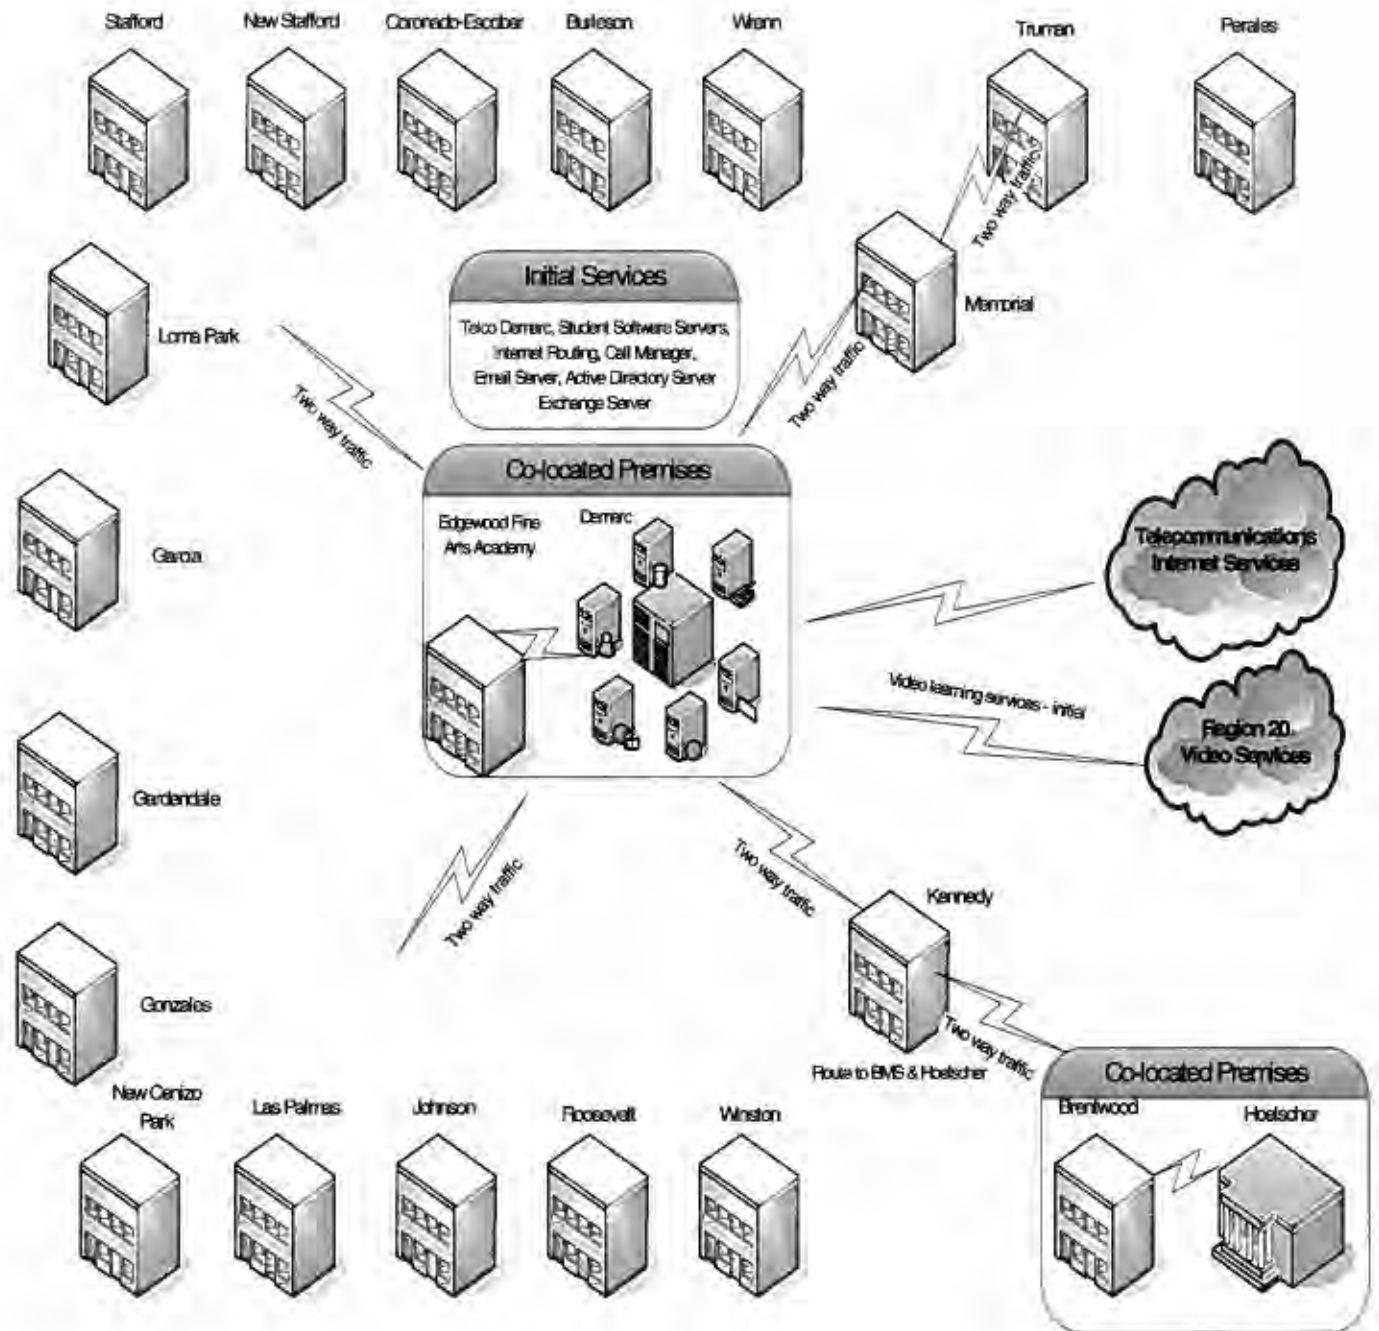 Stafford
New Stafford
Coronado-Escobar
Burleson
Wrenn
Truman
Perales
Two way traffic
Memorial
Two way traffic
Initial Services
Telco Demarc, Student Software Servers,
Internet Routing, Call Manager,
Email Server, Active Directory Server
Exchange Server
Loma Park
Two way traffic
Co-located Premises
Edgewood Fine
Arts Academy
Demarc
Telecommunications
Internet Services
Garcia
Video learning services - initial
Region 20
Video Services
Gardendale
Two way traffic
Two way traffic
Kennedy
Gonzales
Two way traffic
Route to BMS & Hoelscher
Co-located Premises
Brentwood
Hoelscher
New Cenizo
Park
Las Palmas
Johnson
Roosevelt
Winston